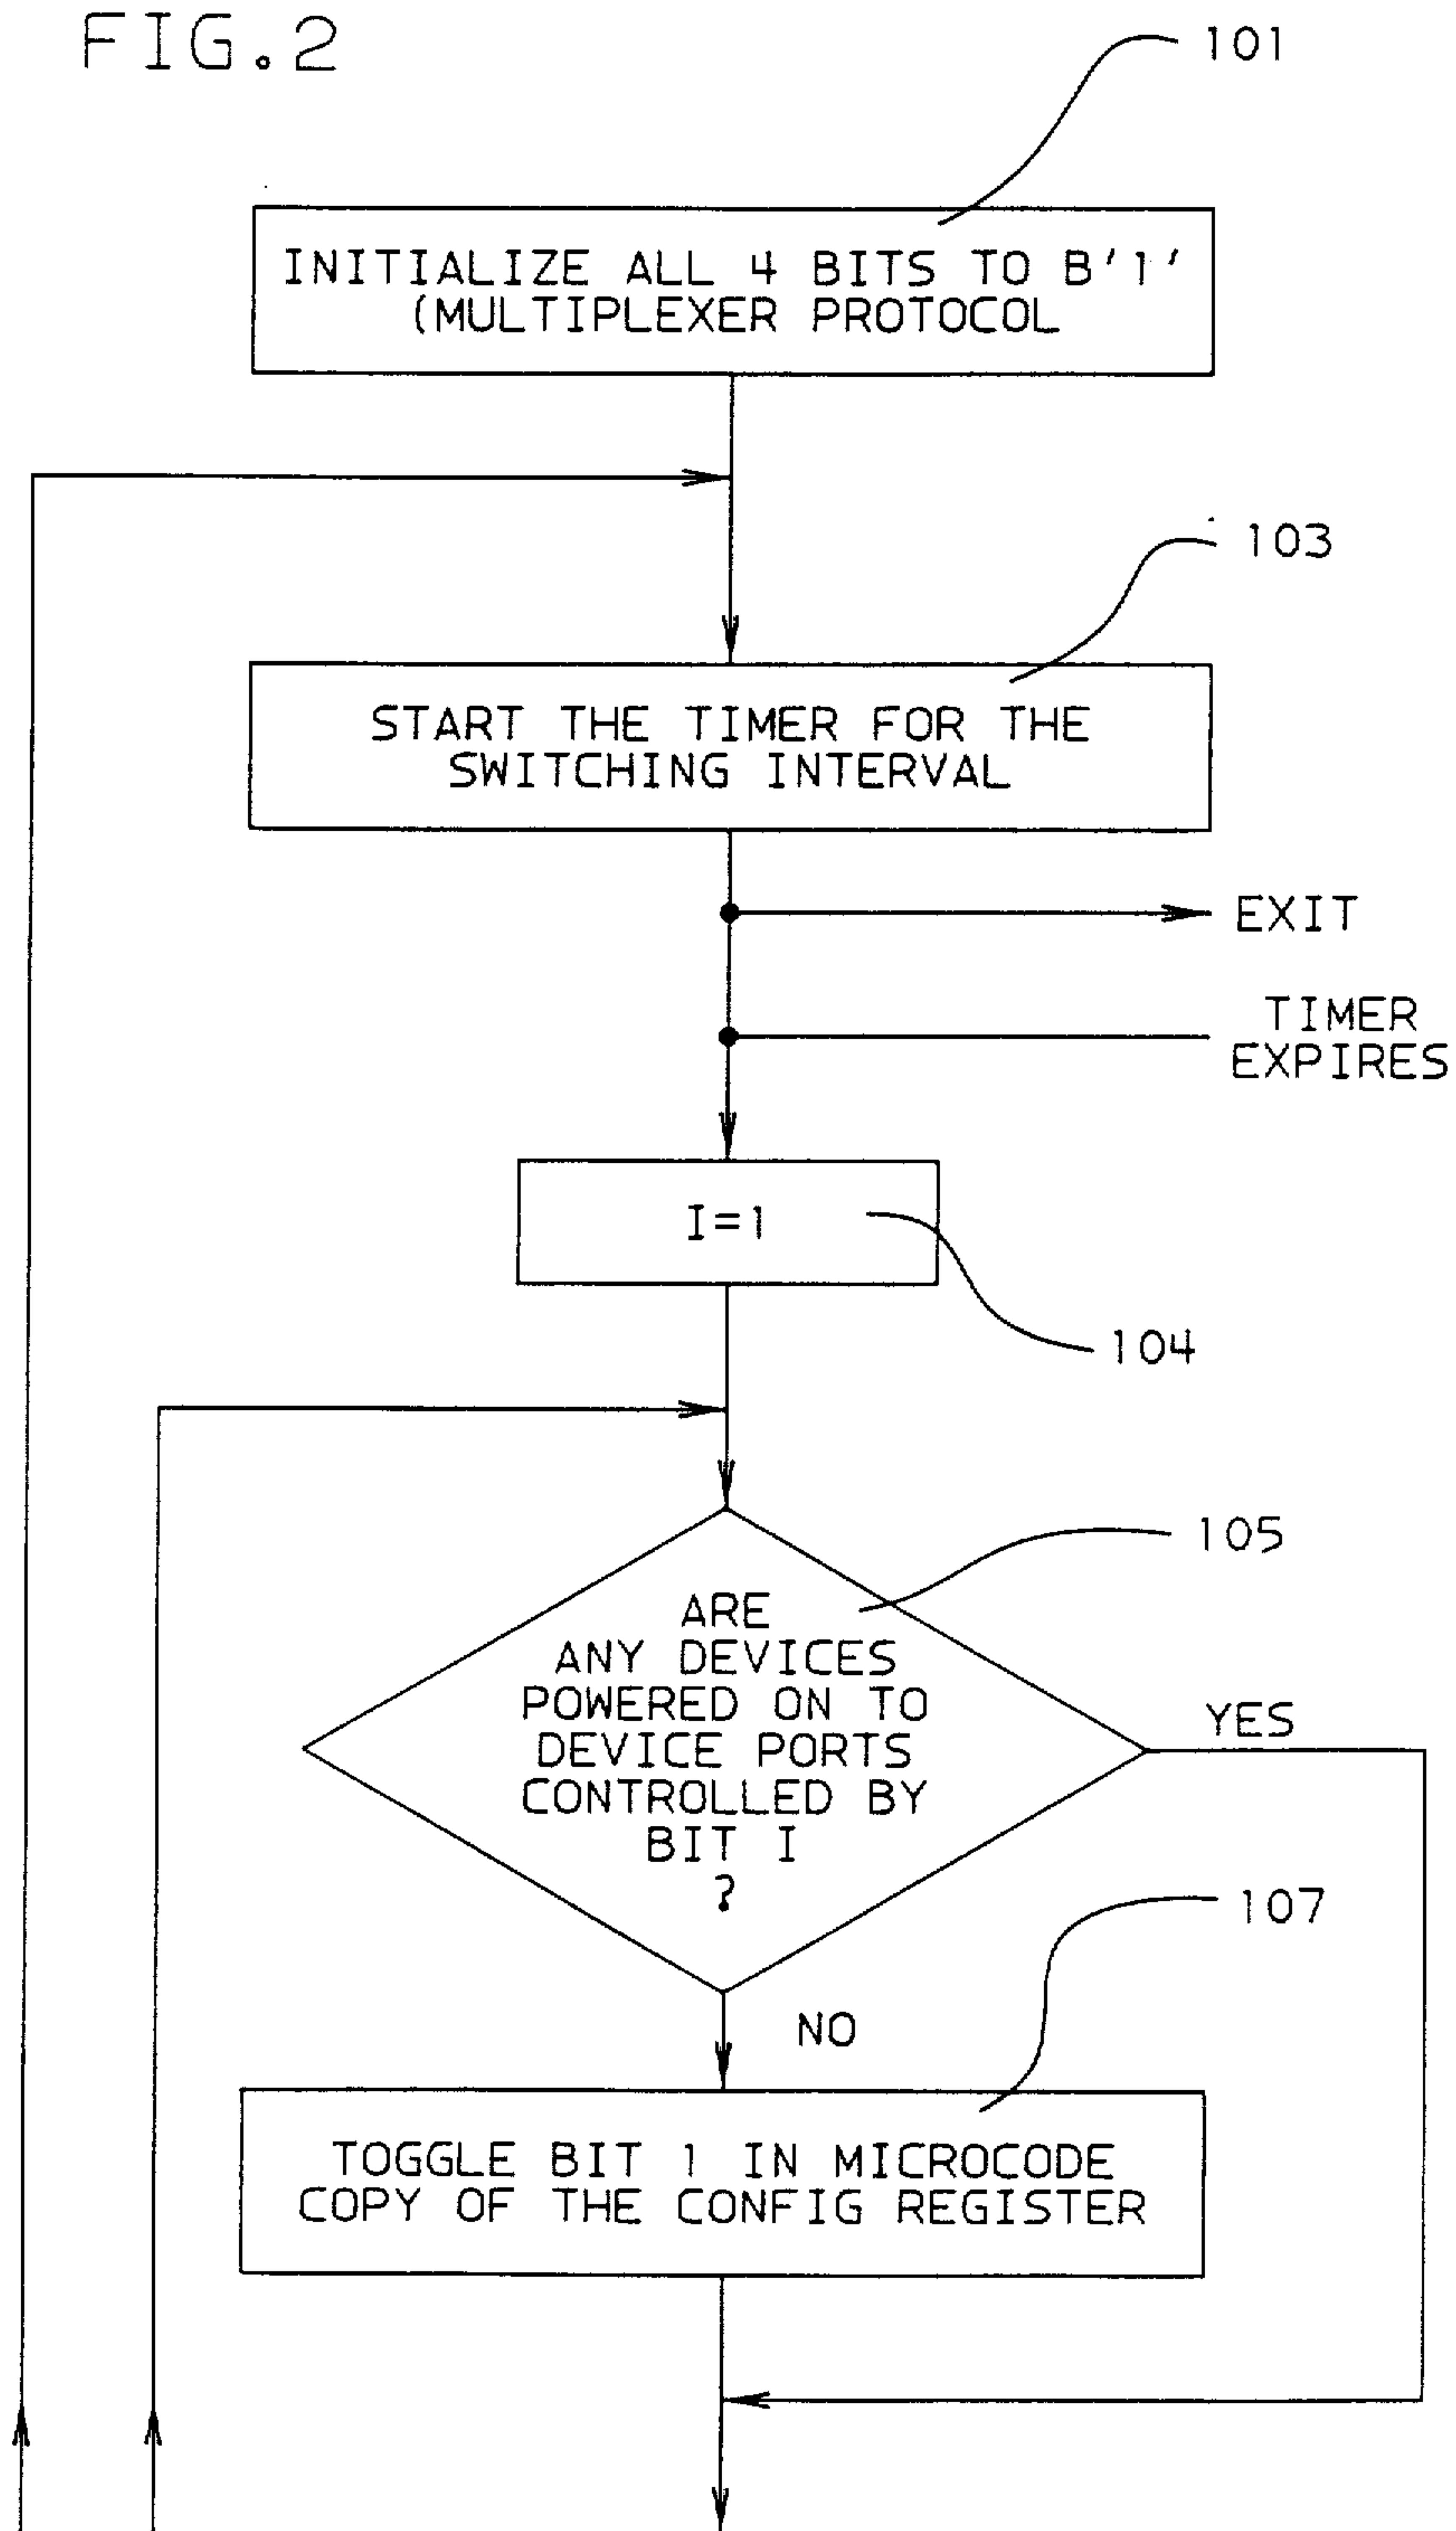 FIG.2
101
INITIALIZE ALL 4 BITS TO B'1'
(MULTIPLEXER PROTOCOL
103
START THE TIMER FOR THE
SWITCHING INTERVAL
EXIT
TIMER
EXPIRES
I=1
104
105
ARE
ANY DEVICES
POWERED ON TO
DEVICE PORTS
CONTROLLED BY
BIT I
?
YES
107
NO
TOGGLE BIT 1 IN MICROCODE
COPY OF THE CONFIG REGISTER